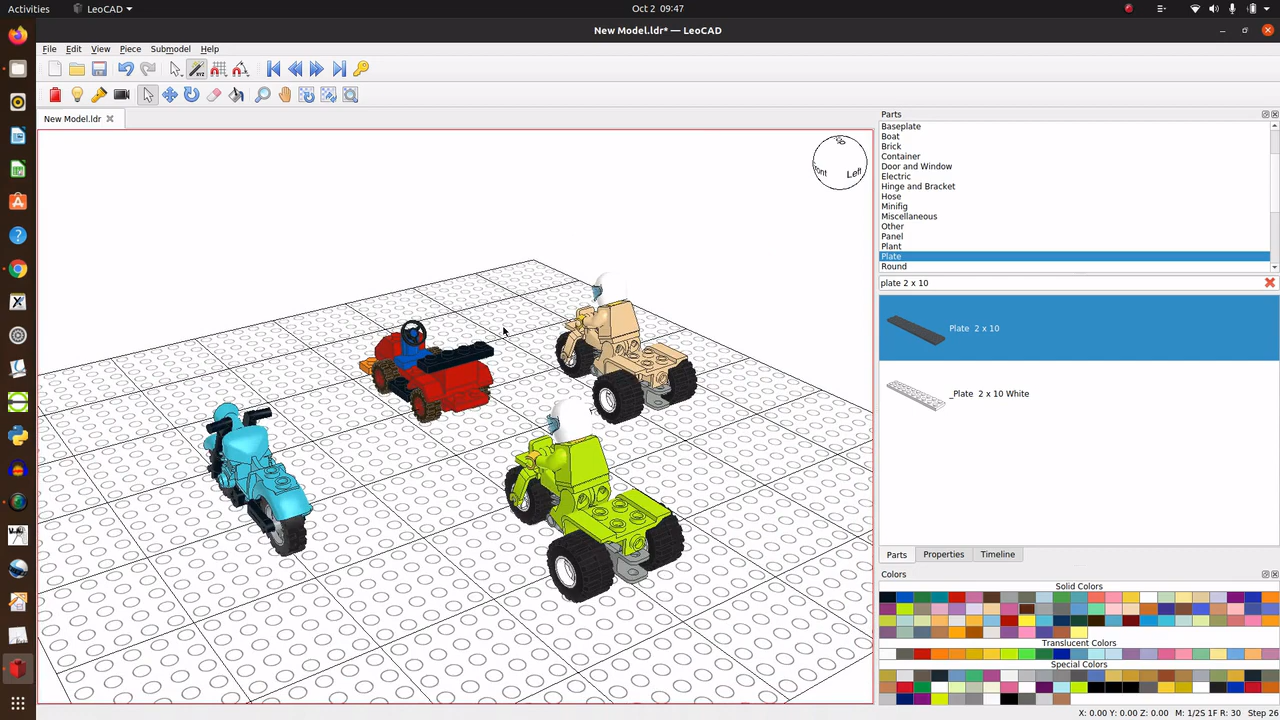 Activities
LeoCAD
Oct 2 09:47
New Model.ldr* — LeoCAD
File Edit View Piece Submodel Help
New Model.ldr
Left
Parts
Baseplate
Boat
Brick
Container
Door and Window
Electric
Hinge and Bracket
Hose
Minifig
Miscellaneous
Other
Panel
Plant
Plate
Round
plate 2 x 10
Plate 2 x 10
_Plate 2 x 10 White
Parts Properties Timeline
Colors
Solid Colors
Translucent Colors
Special Colors
X: 0.00 Y: 0.00 Z: 0.00 M: 1/2S 1F R: 30 Step 26